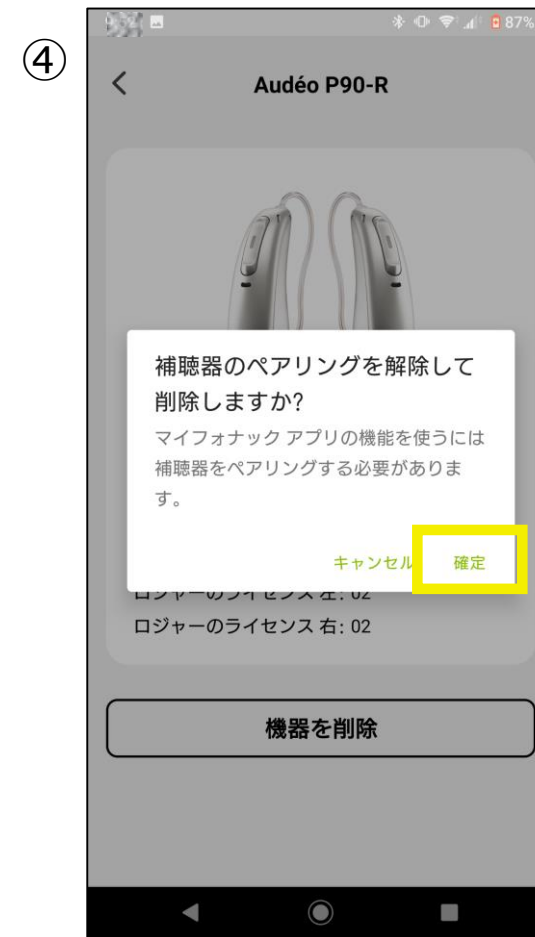 ④
87%
Audéo P90-R
補聴器のペアリングを解除して
削除しますか?
マイフォナック アプリの機能を使うには
補聴器をペアリングする必要がありま
す。
キャンセル 確定
ロジャーのライセンス 左: 02
ロジャーのライセンス 右: 02
機器を削除